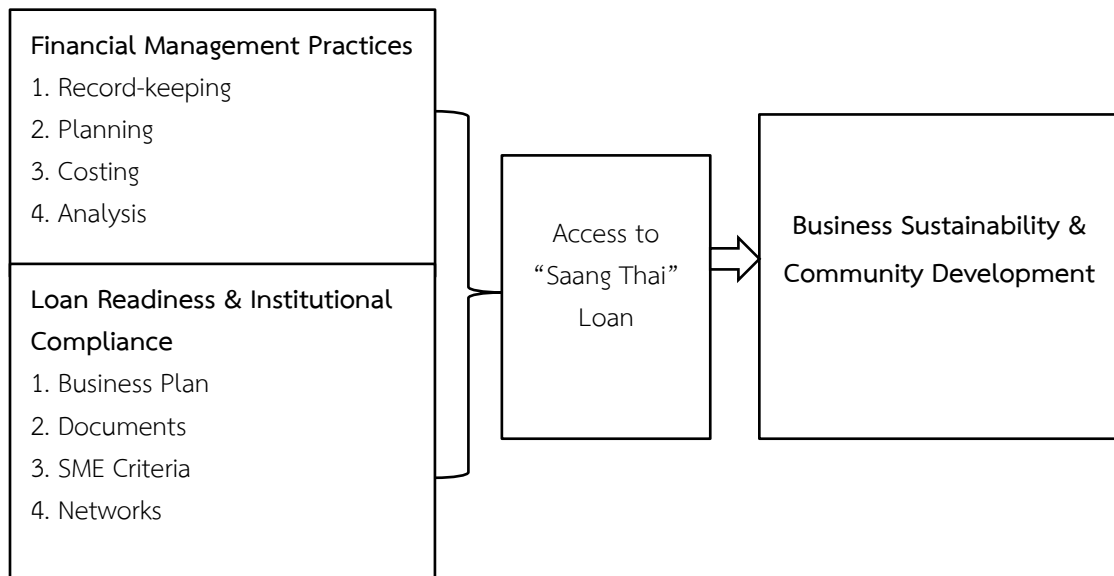 Financial Management Practices
1. Record-keeping
2. Planning
3. Costing
4. Analysis
Loan Readiness & Institutional
Compliance
1. Business Plan
2. Documents
3. SME Criteria
4. Networks
Access to
“Saang Thai”
Loan
Business Sustainability &
Community Development